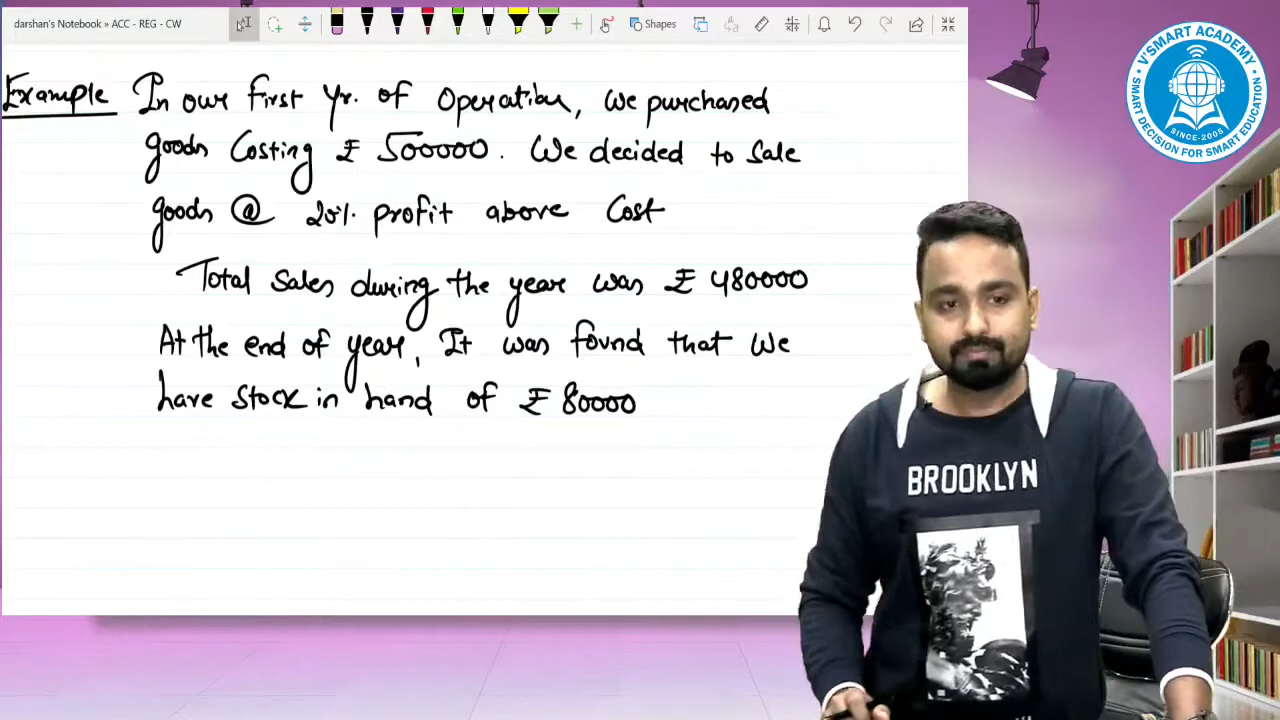 darshan's Notebook » ACC - REG - CW
Shapes
Example In our first Yr. of Operation, We purchased
goods Costing ₹ 500000. We decided to sale
goods @ 20% profit above Cost
Total Sales during the year was ₹ 480000
At the end of year, It was found that We
have Stock in hand of ₹ 80000
V'SMART ACADEMY
SINCE-2005
SMART DECISION FOR SMART EDUCATION
BROOKLYN